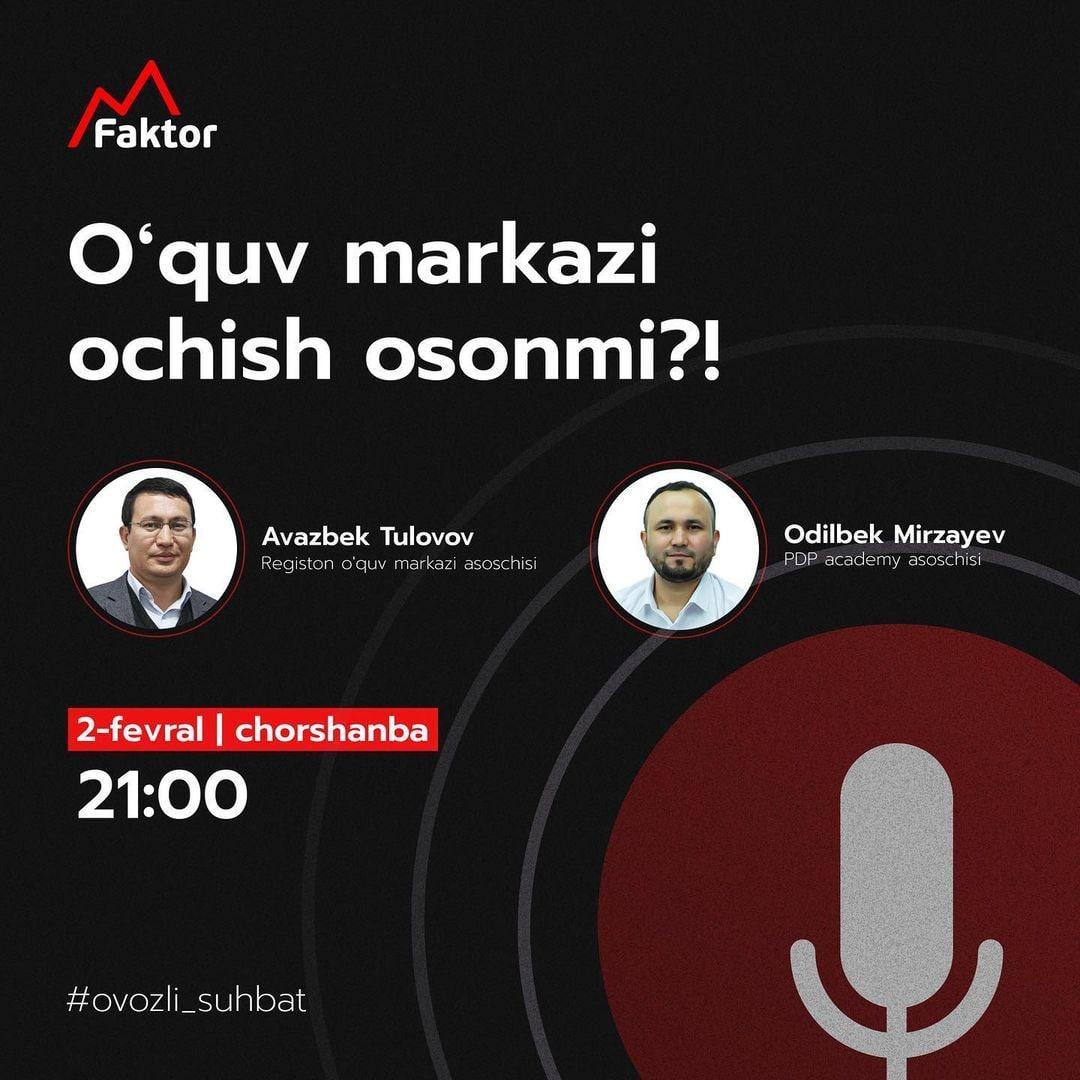 Faktor
Oʻquv markazi
ochish osonmi?!
Avazbek Tulovov
Registon o'quv markazi asoschisi
Odilbek Mirzayev
PDP academy asoschisi
2-fevral | chorshanba
21:00
#ovozli_suhbat